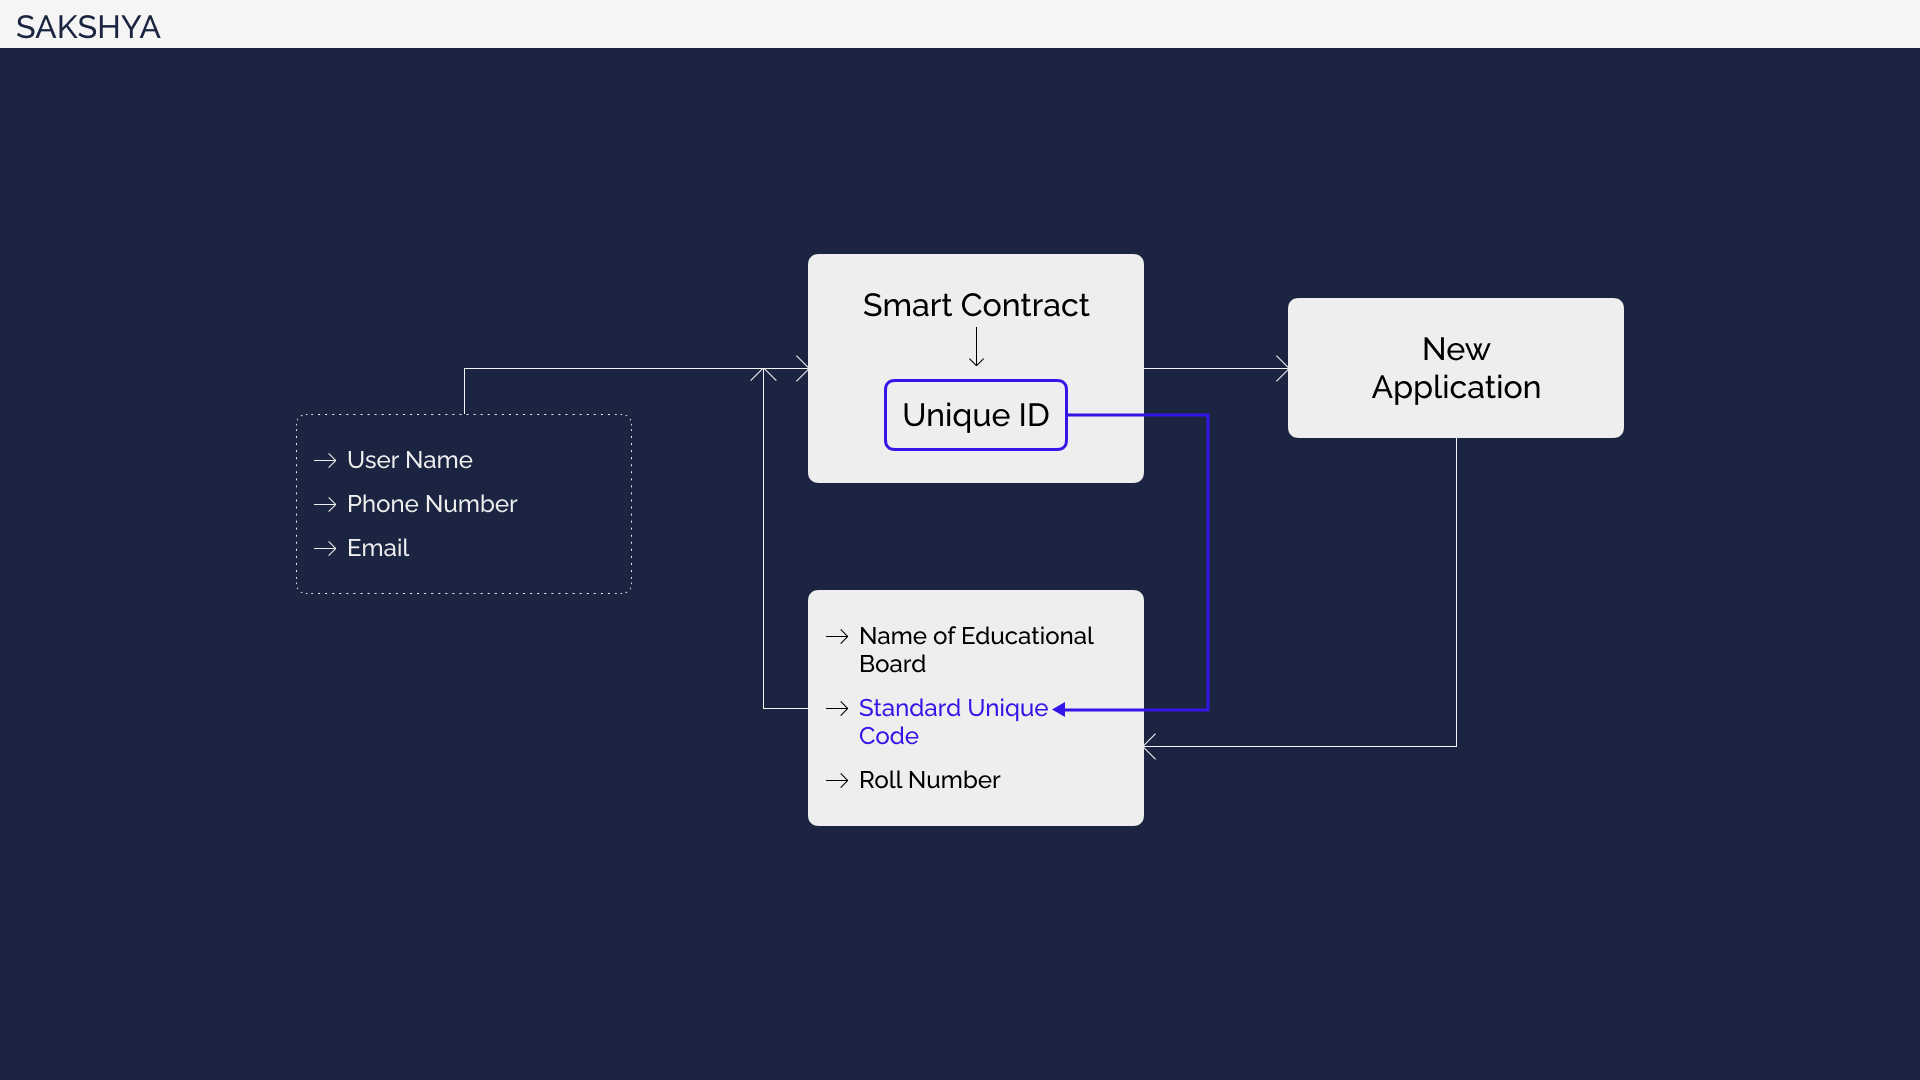 SAKSHYA
Smart Contract
Unique ID
New
Application
User Name
Phone Number
Email
Name of Educational
Board
Standard Unique
Code
Roll Number